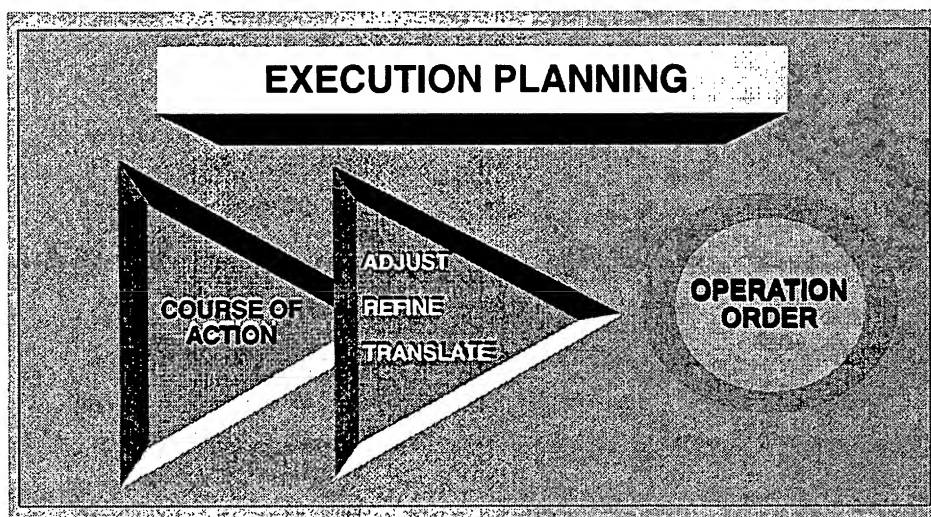 EXECUTION PLANNING
COURSE OF
ACTION
ADJUST
REFINE
TRANSLATE
OPERATION
ORDER